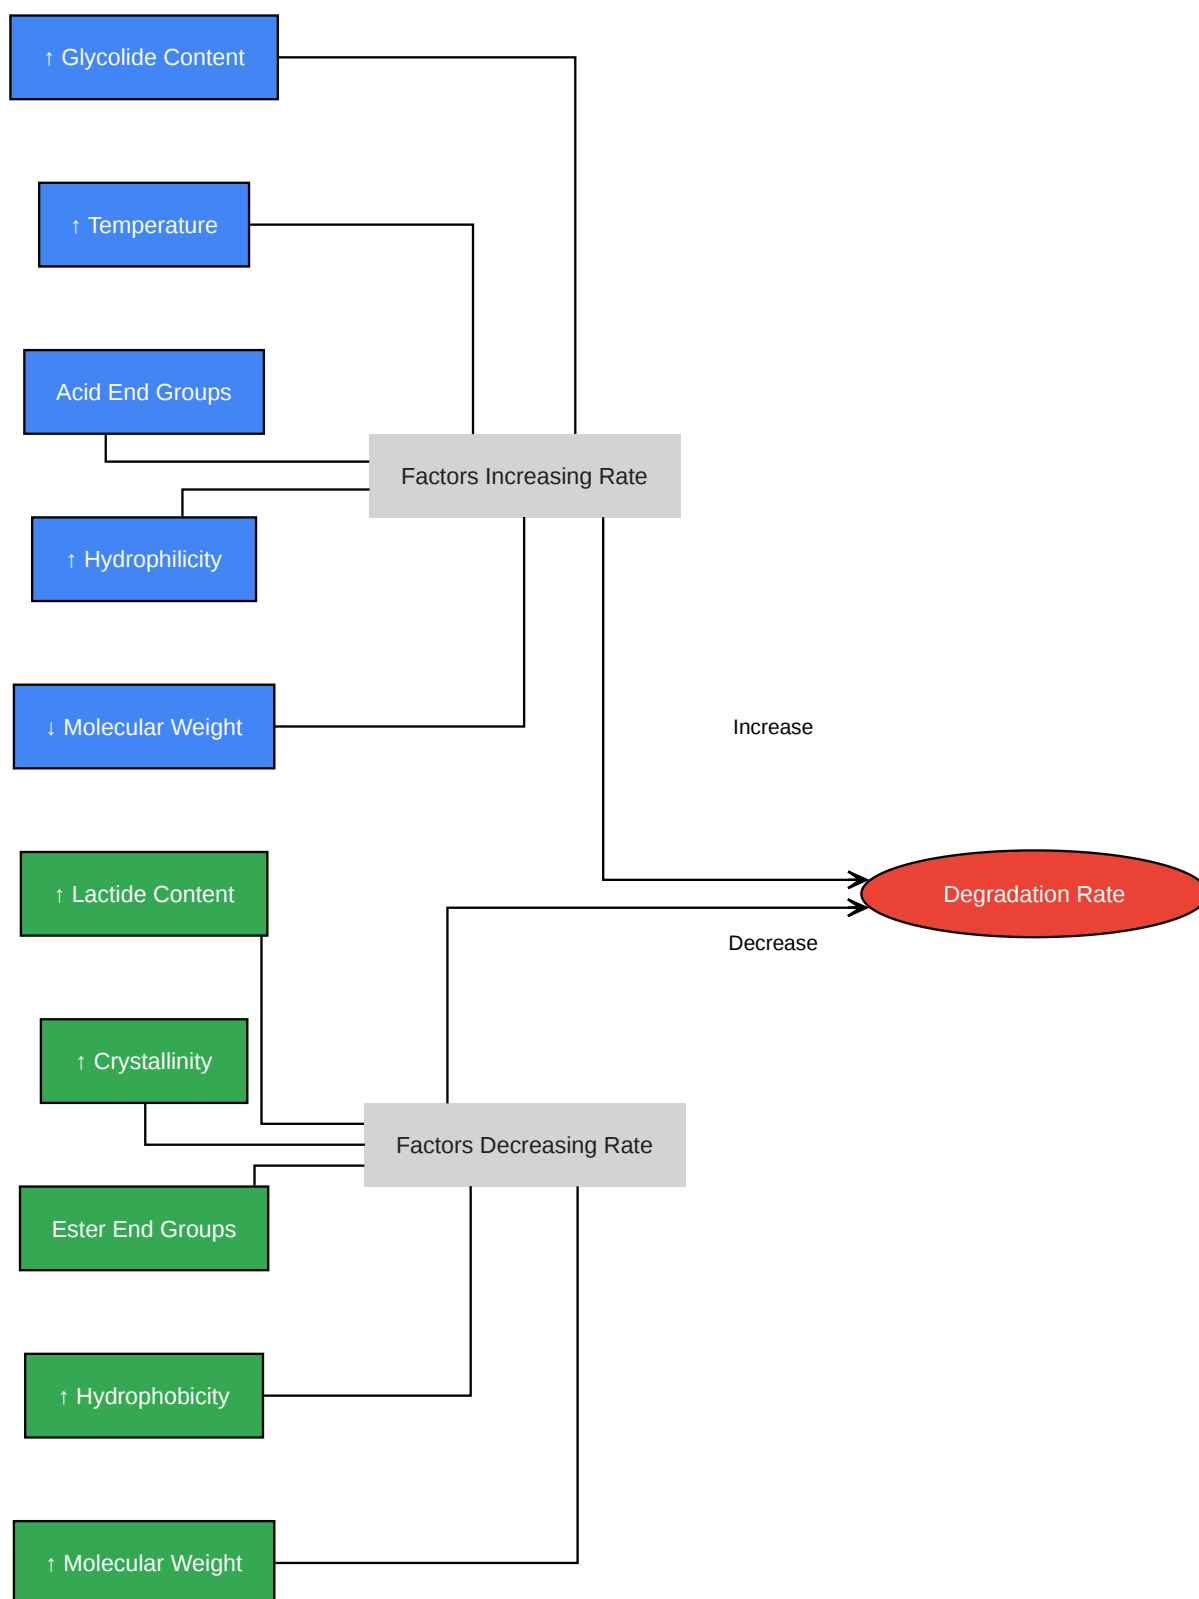 ↑ Glycolide Content
↑ Temperature
Acid End Groups
Factors Increasing Rate
↑ Hydrophilicity
↓ Molecular Weight
Increase
↑ Lactide Content
Degradation Rate
Decrease
↑ Crystallinity
Factors Decreasing Rate
Ester End Groups
↑ Hydrophobicity
↑ Molecular Weight